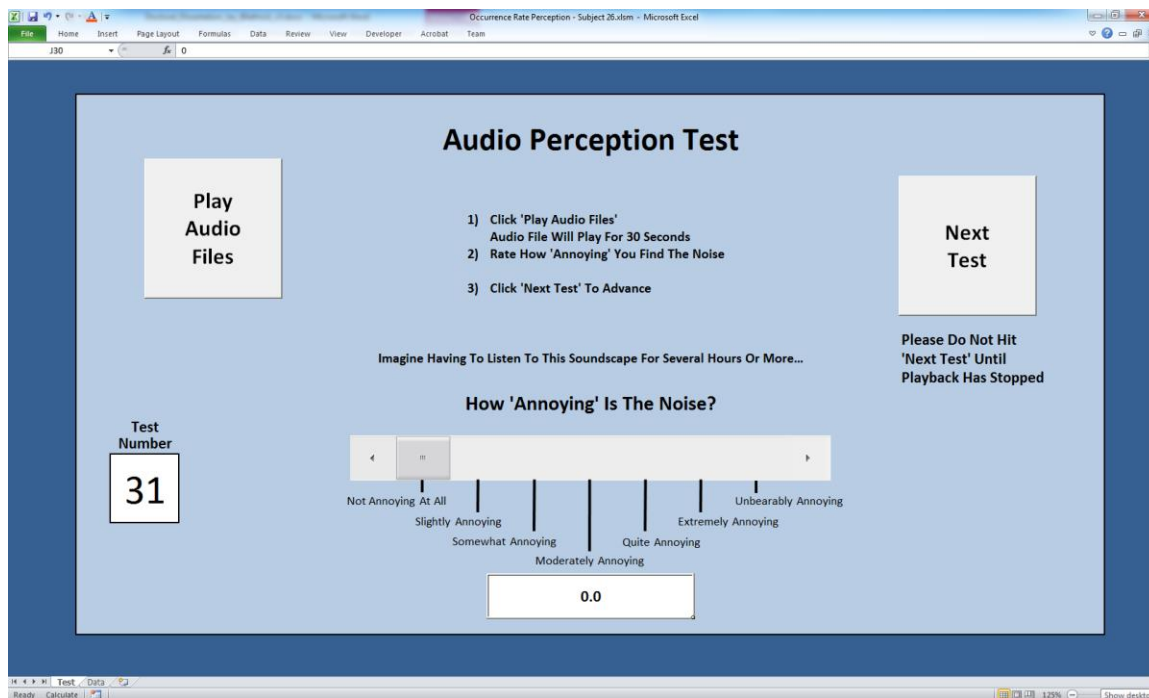 Occurrence Rate Perception - Subject 26.xlsm - Microsoft Excel
File Home Insert Page Layout Formulas Data Review View Developer Acrobat Team
J30 fx 0
Audio Perception Test
Play
Audio
Files
1) Click 'Play Audio Files'
Audio File Will Play For 30 Seconds
2) Rate How 'Annoying' You Find The Noise
3) Click 'Next Test' To Advance
Next
Test
Please Do Not Hit
'Next Test' Until
Playback Has Stopped
Imagine Having To Listen To This Soundscape For Several Hours Or More...
How 'Annoying' Is The Noise?
Test
Number
31
Not Annoying At All
Unbearably Annoying
Slightly Annoying
Extremely Annoying
Somewhat Annoying
Quite Annoying
Moderately Annoying
0.0
Test Data
Ready Calculate 125% Show deskto